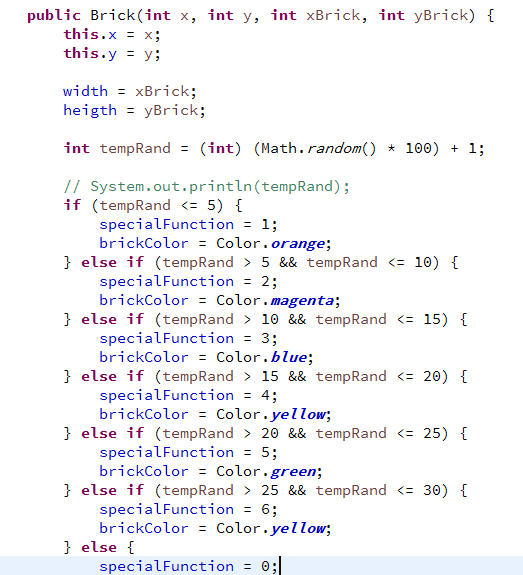 public Brick(int x, int y, int xBrick, int yBrick) {
this.x = x;
this.y = y;
width = xBrick;
heigth = yBrick;
int tempRand = (int) (Math.random() * 100) + 1;
// System.out.println(tempRand);
if (tempRand <= 5) {
specialFunction = 1;
brickColor = Color.orange;
} else if (tempRand > 5 && tempRand <= 10) {
specialFunction = 2;
brickColor = Color.magenta;
} else if (tempRand > 10 && tempRand <= 15) {
specialFunction = 3;
brickColor = Color.blue;
} else if (tempRand > 15 && tempRand <= 20) {
specialFunction = 4;
brickColor = Color.yellow;
} else if (tempRand > 20 && tempRand <= 25) {
specialFunction = 5;
brickColor = Color.green;
} else if (tempRand > 25 && tempRand <= 30) {
specialFunction = 6;
brickColor = Color.yellow;
} else {
specialFunction = 0;